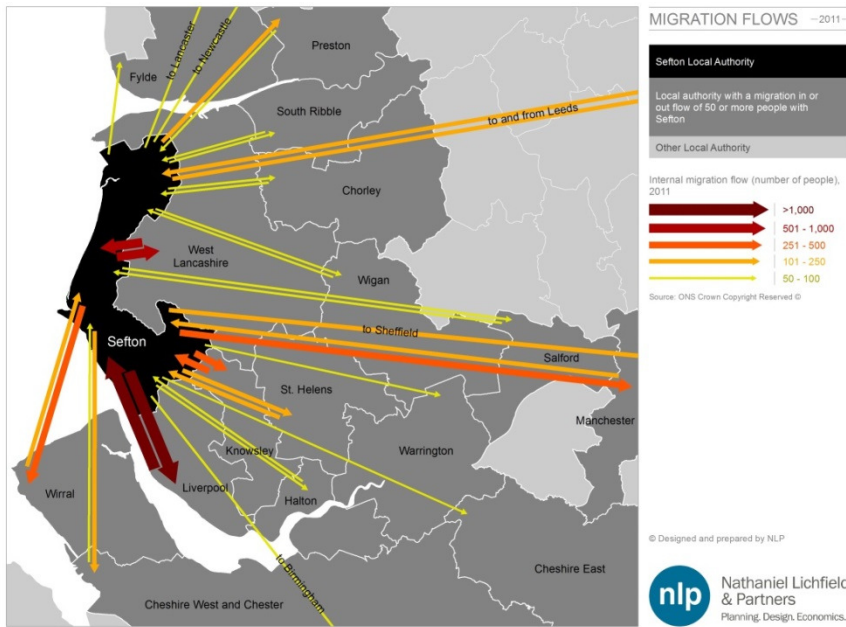 MIGRATION FLOWS – 2011 –
Sefton Local Authority
Local authority with a migration in or
out flow of 50 or more people with
Sefton
Other Local Authority
Internal migration flow (number of people),
2011
>1,000
501 - 1,000
251 - 500
101 - 250
50 - 100
Source: ONS Crown Copyright Reserved ©
to Lancaster
to Newcastle
Preston
Fylde
South Ribble
to and from Leeds
Chorley
West
Lancashire
Wigan
Sefton
to Sheffield
Salford
St. Helens
Manchester
Knowsley
Warrington
Wirral
Liverpool
Halton
to Birmingham
Cheshire East
Cheshire West and Chester
© Designed and prepared by NLP
nlp
Nathaniel Lichfield
& Partners
Planning. Design. Economics.